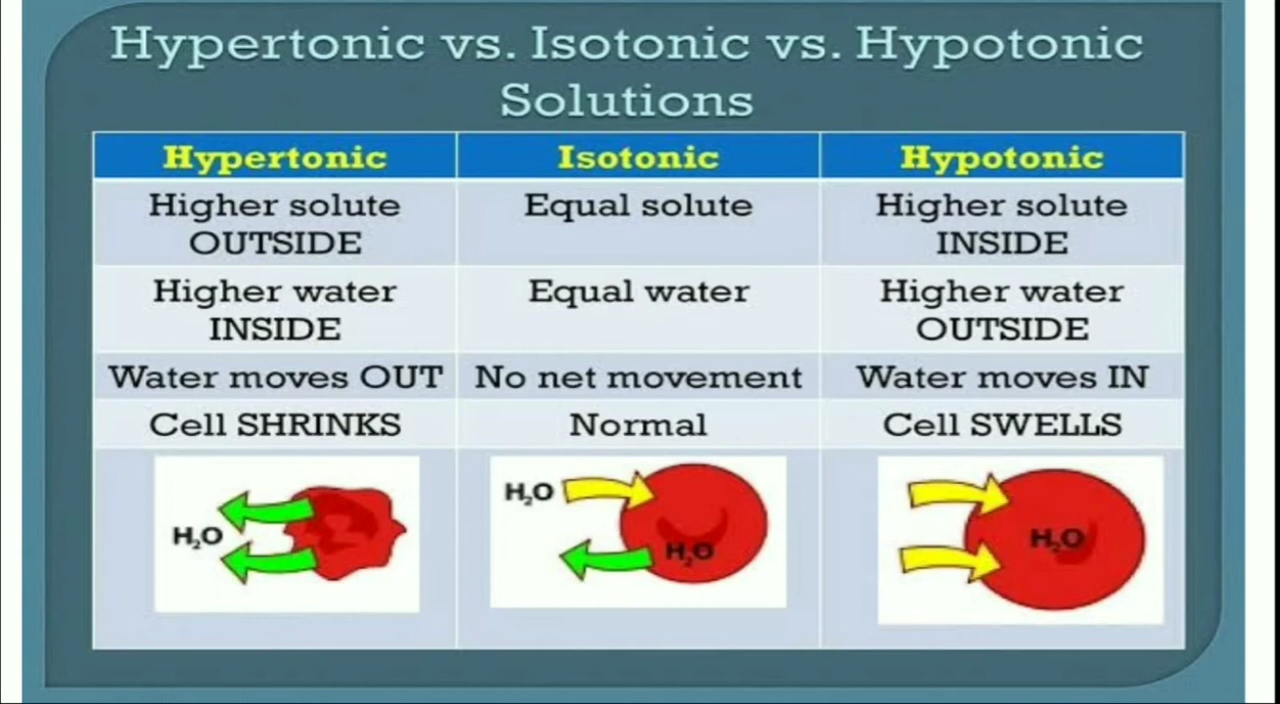 Hypertonic vs. Isotonic vs. Hypotonic
Solutions
Hypertonic
Isotonic
Hypotonic
Higher solute
OUTSIDE
Equal solute
Higher solute
INSIDE
Higher water
INSIDE
Equal water
Higher water
OUTSIDE
Water moves OUT
No net movement
Water moves IN
Cell SHRINKS
Normal
Cell SWELLS
H₂O
H₂O
H₂O
H₂O